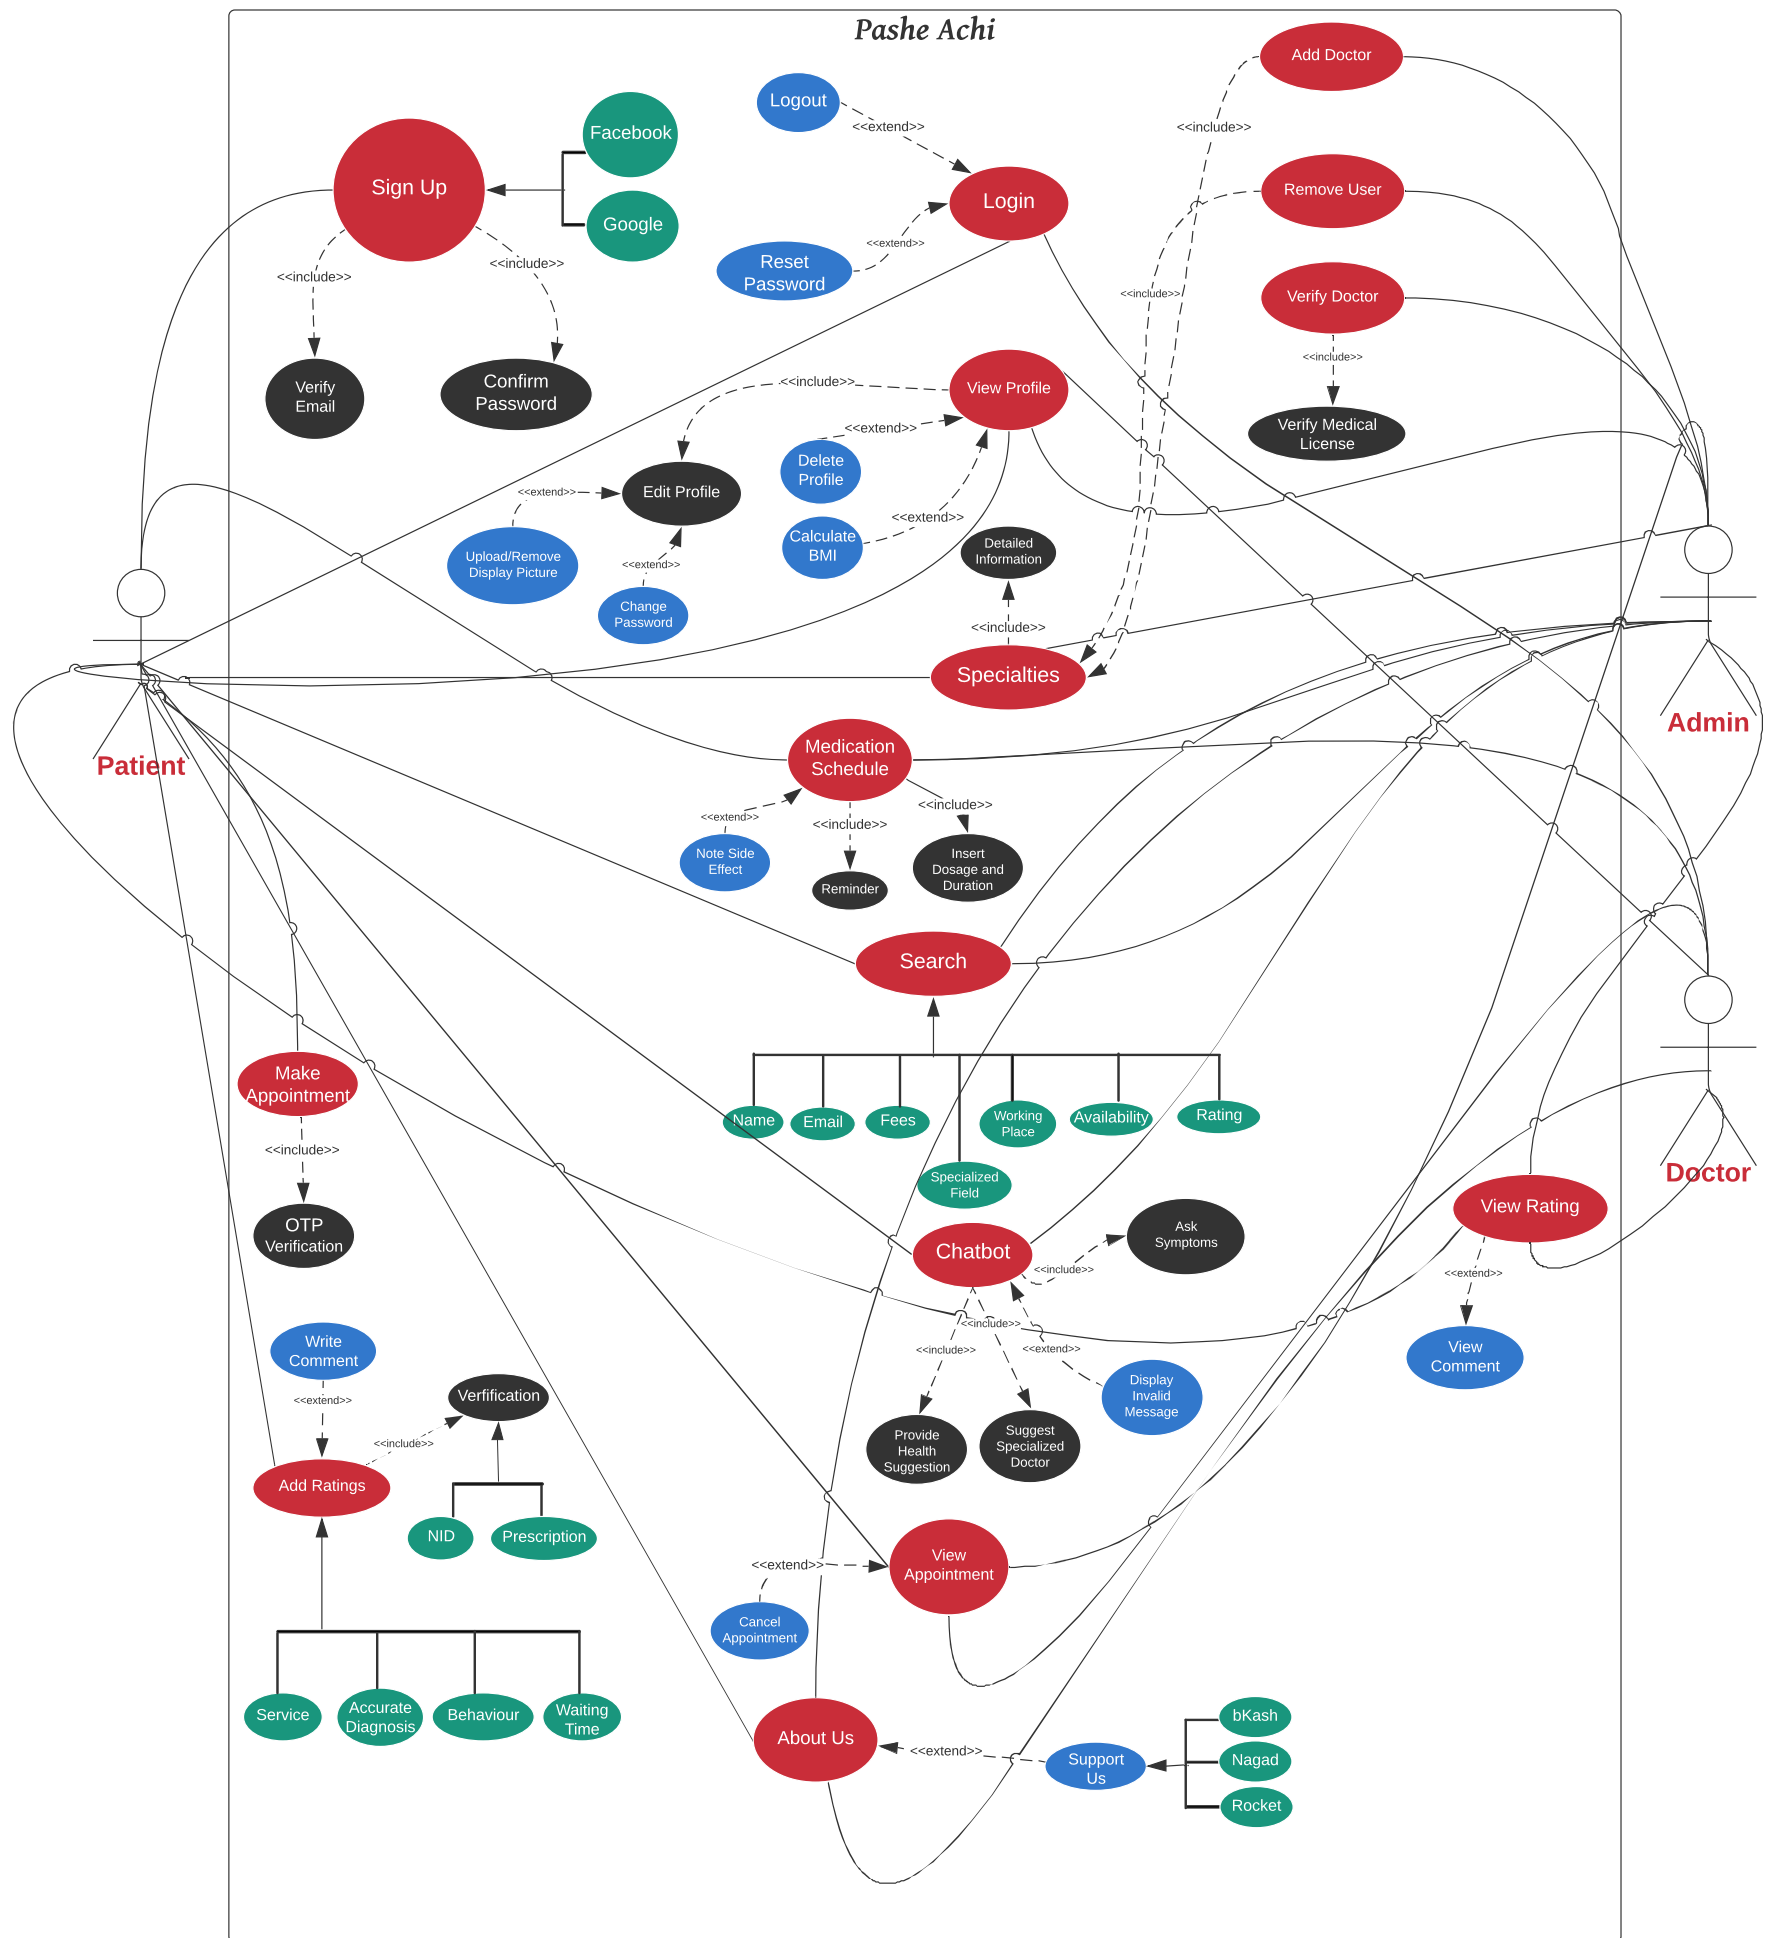 Pashe Achi
Add Doctor
Logout
<<extend>>
<<include>>
Facebook
Sign Up
Login
Remove User
Google
<<include>>
<<include>>
<<extend>>
Reset
Password
<<include>>
Verify Doctor
<<include>>
Verify
Email
Confirm
Password
<<include>>
View Profile
<<extend>>
Verify Medical
License
Delete
Profile
<<extend>>
Edit Profile
<<extend>>
Calculate
BMI
Detailed
Information
Upload/Remove
Display Picture
<<extend>>
Change
Password
<<include>>
Specialties
Admin
Patient
Medication
Schedule
<<extend>>
<<include>>
<<include>>
Note Side
Effect
Reminder
Insert
Dosage and
Duration
Search
Make
Appointment
Name
Email
Fees
Working
Place
Availability
Rating
<<include>>
Specialized
Field
Doctor
OTP
Verification
View Rating
Chatbot
Ask
Symptoms
<<include>>
<<extend>>
<<include>>
<<include>>
<<extend>>
Write
Comment
View
Comment
<<extend>>
Verfification
Display
Invalid
Message
<<include>>
Provide
Health
Suggestion
Suggest
Specialized
Doctor
Add Ratings
NID
Prescription
<<extend>>
View
Appointment
Cancel
Appointment
Service
Accurate
Diagnosis
Behaviour
Waiting
Time
About Us
<<extend>>
Support
Us
bKash
Nagad
Rocket